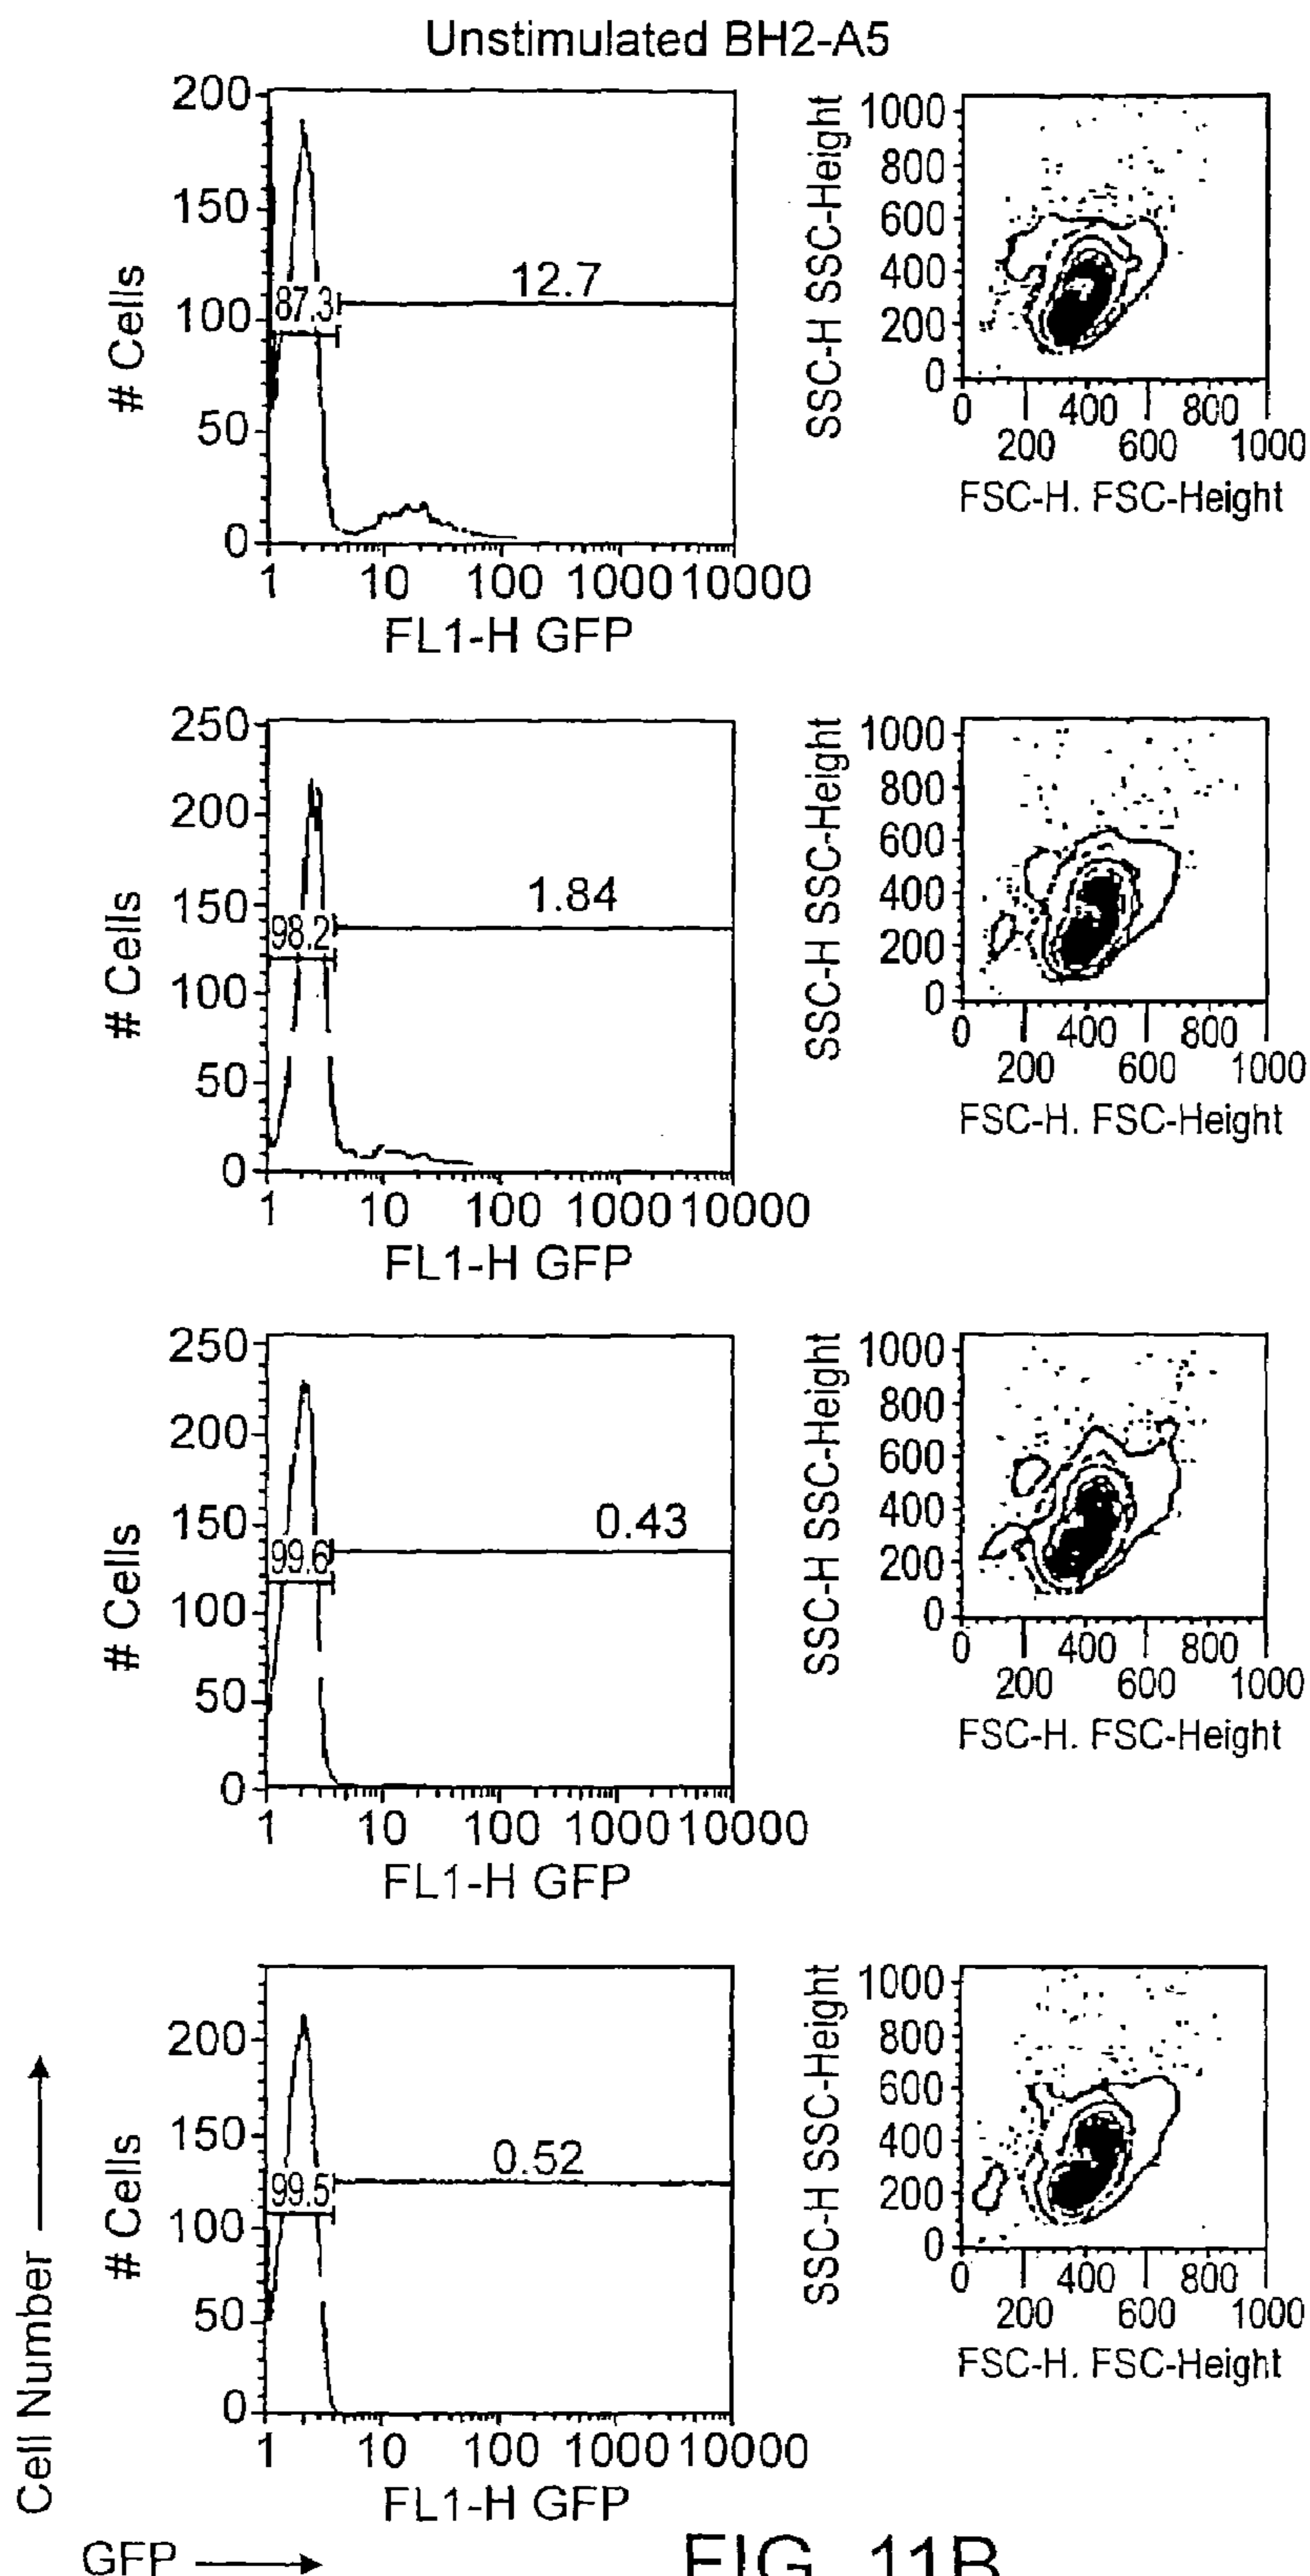 Unstimulated BH2-A5
200
150
100
50
0
# Cells
87.3
12.7
1 10 100 1000 10000
FL1-H GFP
SSC-H SSC-Height
1000
800
600
400
200
0
0 400 800
200 600 1000
FSC-H. FSC-Height
250
200
150
100
50
0
# Cells
98.2
1.84
1 10 100 1000 10000
FL1-H GFP
SSC-H SSC-Height
1000
800
600
400
200
0
0 400 800
200 600 1000
FSC-H. FSC-Height
250
200
150
100
50
0
# Cells
99.6
0.43
1 10 100 1000 10000
FL1-H GFP
SSC-H SSC-Height
1000
800
600
400
200
0
0 400 800
200 600 1000
FSC-H. FSC-Height
200
150
100
50
0
# Cells
99.5
0.52
1 10 100 1000 10000
FL1-H GFP
SSC-H SSC-Height
1000
800
600
400
200
0
0 400 800
200 600 1000
FSC-H. FSC-Height
Cell Number
GFP
FIG. 11B